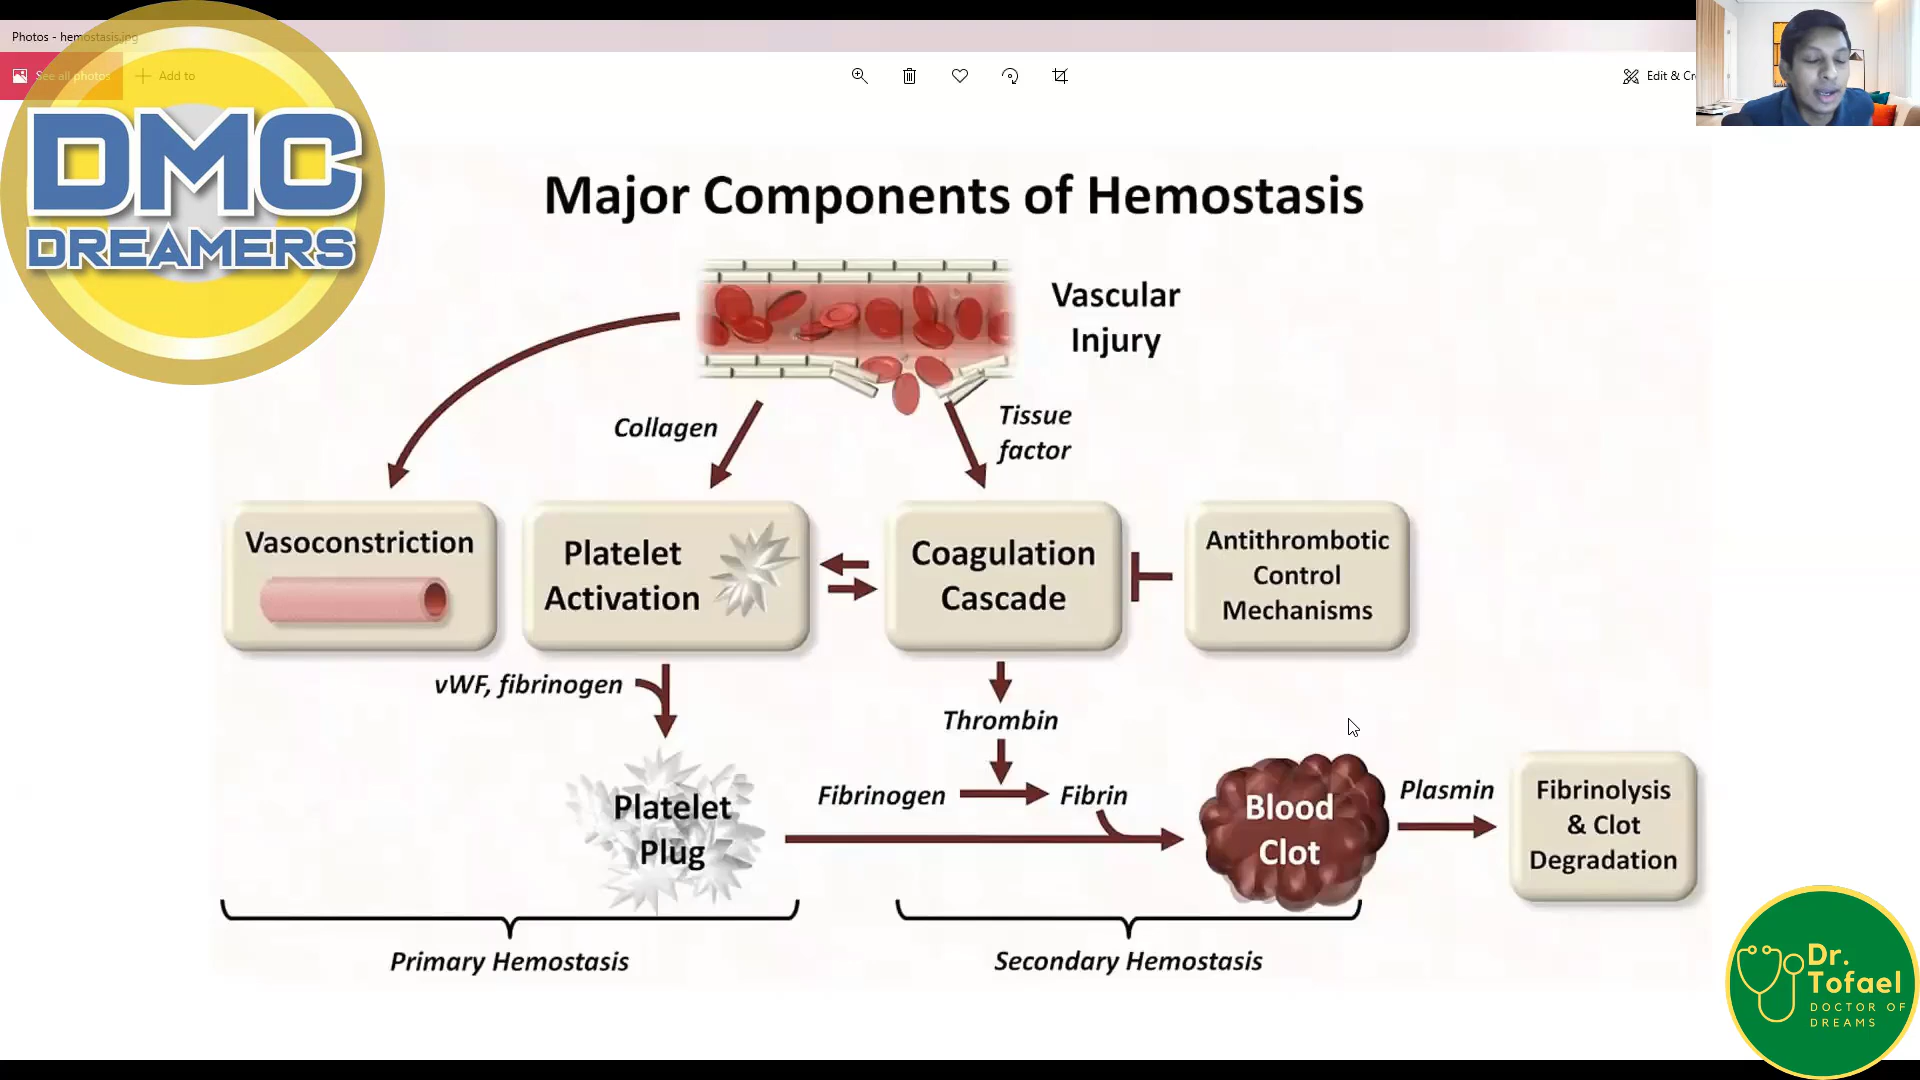 Photos - hemostasis.jpg
See all photos
Add to
Edit & Cr
DMC
DREAMERS
Major Components of Hemostasis
Vascular
Injury
Collagen
Tissue
factor
Vasoconstriction
Platelet
Activation
Coagulation
Cascade
Antithrombotic
Control
Mechanisms
vWF, fibrinogen
Thrombin
Platelet
Plug
Fibrinogen
Fibrin
Blood
Clot
Plasmin
Fibrinolysis
& Clot
Degradation
Primary Hemostasis
Secondary Hemostasis
Dr.
Tofael
DOCTOR OF
DREAMS